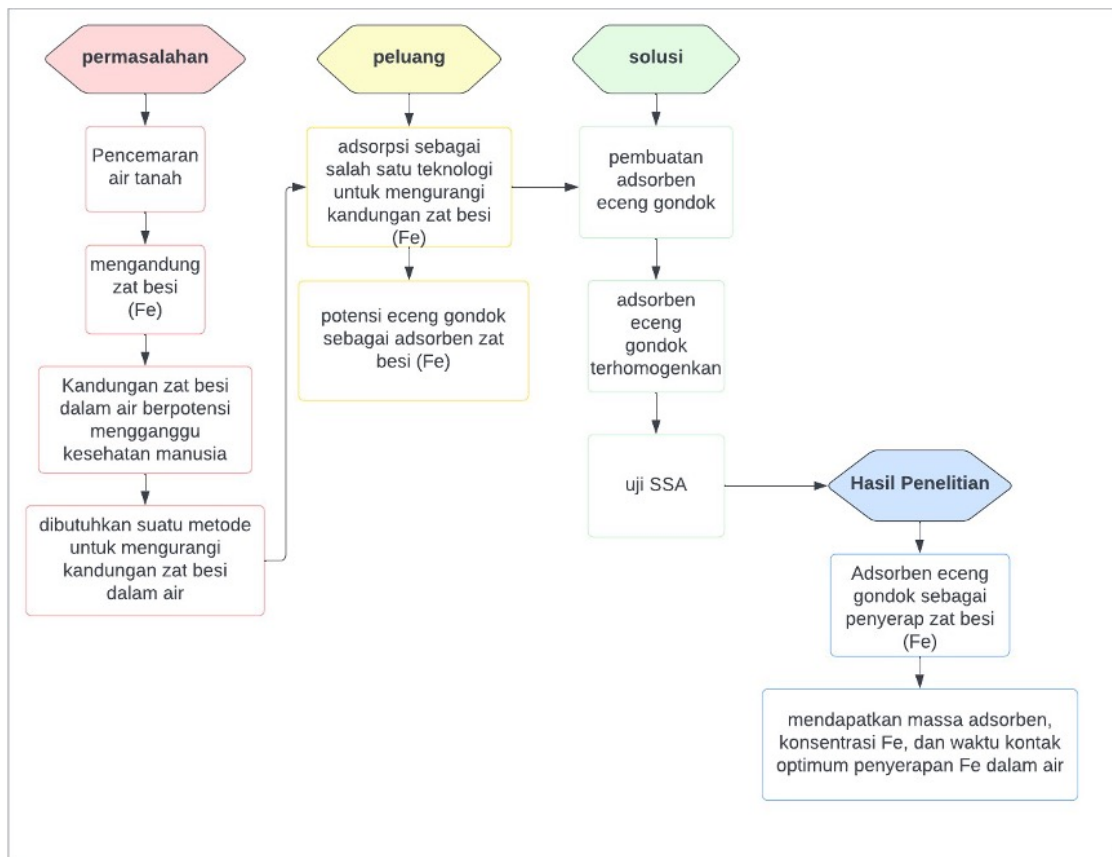 permasalahan
Pencemaran
air tanah
mengandung
zat besi
(Fe)
Kandungan zat besi
dalam air berpotensi
mengganggu
kesehatan manusia
dibutuhkan suatu metode
untuk mengurangi
kandungan zat besi
dalam air
peluang
adsorpsi sebagai
salah satu teknologi
untuk mengurangi
kandungan zat besi
(Fe)
potensi eceng gondok
sebagai adsorben zat
besi (Fe)
solusi
pembuatan
adsorben
eceng gondok
adsorben
eceng
gondok
terhomogenkan
uji SSA
Hasil Penelitian
Adsorben eceng
gondok sebagai
penyerap zat besi
(Fe)
mendapatkan massa adsorben,
konsentrasi Fe, dan waktu kontak
optimum penyerapan Fe dalam air